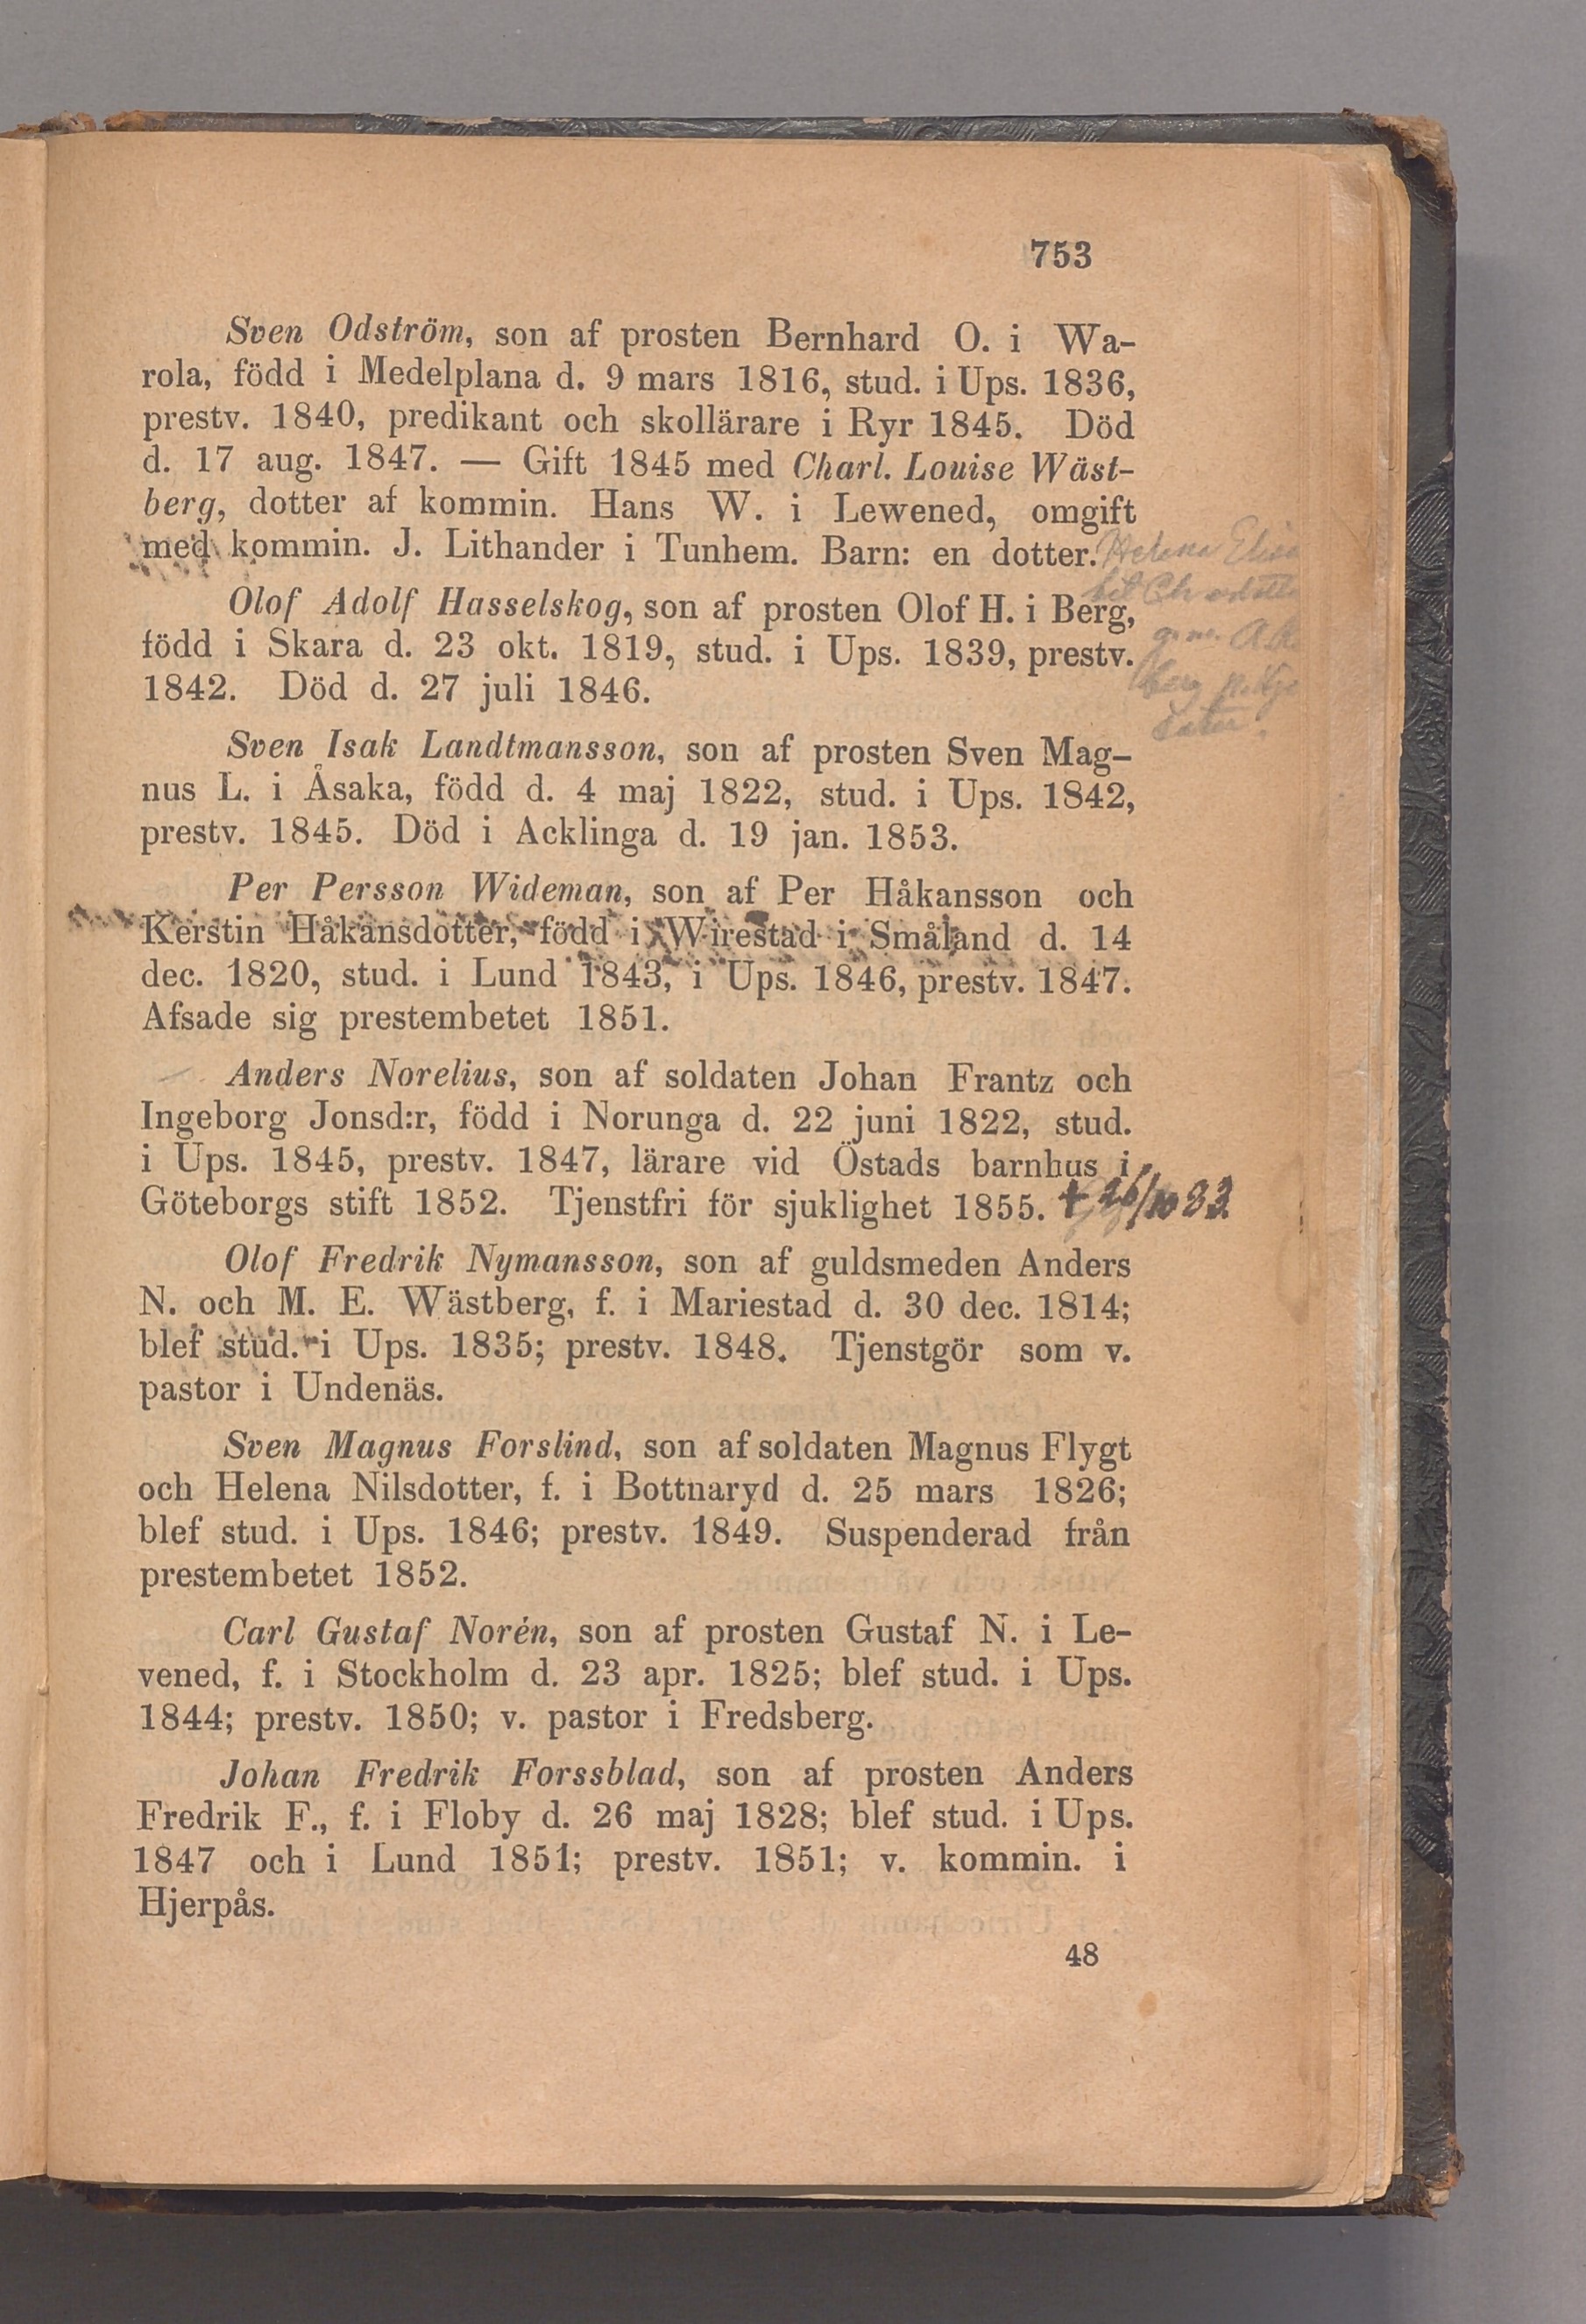 753
Sven Odström, son af prosten Bernhard O. i Wa-
rola, född i Medelplana d. 9 mars 1816, stud. i Ups. 1836,
prestv. 1840, predikant och skollärare i Ryr 1845. Död
d. 17 aug. 1847. — Gift 1845 med Charl. Louise Wäst-
berg, dotter af kommin. Hans W. i Lewened, omgift
med kommin. J. Lithander i Tunhem. Barn: en dotter. Helena
Olof Adolf Hasselskog, son af prosten Olof H. i Berg,
född i Skara d. 23 okt. 1819, stud. i Ups. 1839, prestv.
1842. Död d. 27 juli 1846.
Sven Isak Landtmansson, son af prosten Sven Mag-
nus L. i Åsaka, född d. 4 maj 1822, stud. i Ups. 1842,
prestv. 1845. Död i Acklinga d. 19 jan. 1853.
Per Persson Wideman, son af Per Håkansson och
Kerstin Håkansdotter, född i Wirestad i Småland d. 14
dec. 1820, stud. i Lund 1843, i Ups. 1846, prestv. 1847.
Afsade sig prestembetet 1851.
Anders Norelius, son af soldaten Johan Frantz och
Ingeborg Jonsd:r, född i Norunga d. 22 juni 1822, stud.
i Ups. 1845, prestv. 1847, lärare vid Östads barnhus i
Göteborgs stift 1852. Tjenstfri för sjuklighet 1855. † 26/10 83.
Olof Fredrik Nymansson, son af guldsmeden Anders
N. och M. E. Wästberg, f. i Mariestad d. 30 dec. 1814;
blef stud. i Ups. 1835; prestv. 1848. Tjenstgör som v.
pastor i Undenäs.
Sven Magnus Forslind, son af soldaten Magnus Flygt
och Helena Nilsdotter, f. i Bottnaryd d. 25 mars 1826;
blef stud. i Ups. 1846; prestv. 1849. Suspenderad från
prestembetet 1852.
Carl Gustaf Norén, son af prosten Gustaf N. i Le-
vened, f. i Stockholm d. 23 apr. 1825; blef stud. i Ups.
1844; prestv. 1850; v. pastor i Fredsberg.
Johan Fredrik Forssblad, son af prosten Anders
Fredrik F., f. i Floby d. 26 maj 1828; blef stud. i Ups.
1847 och i Lund 1851; prestv. 1851; v. kommin. i
Hjerpås.
48